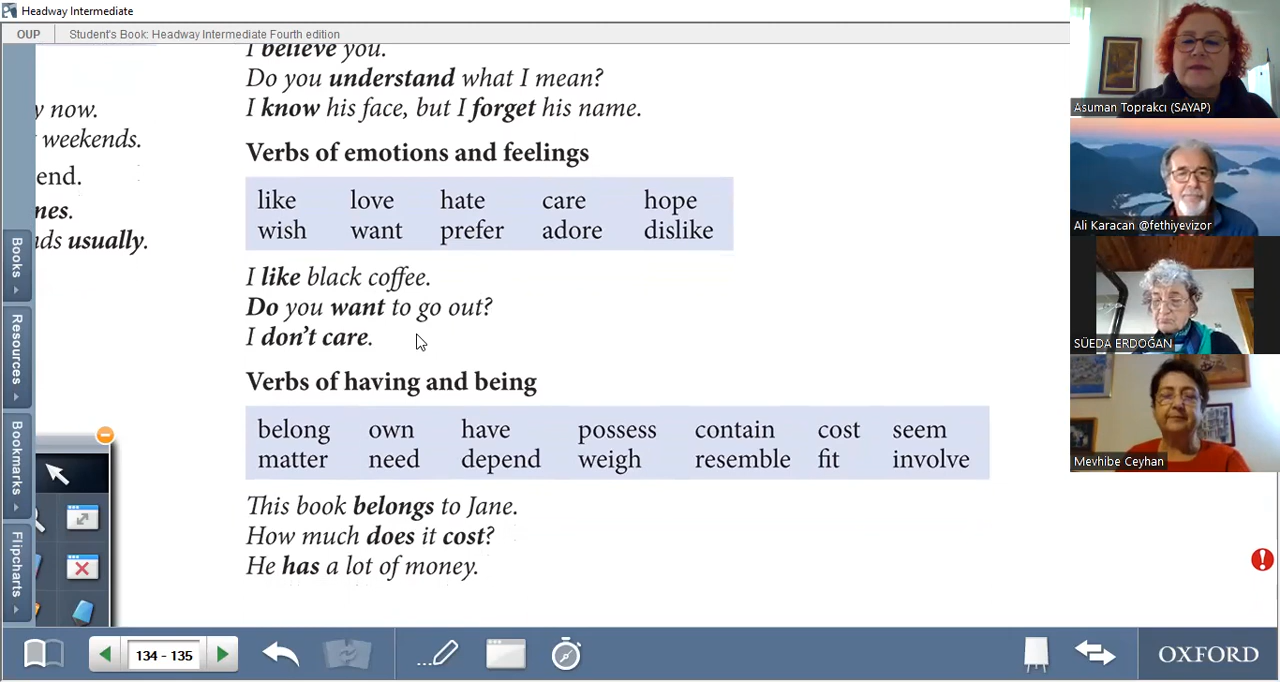 Headway Intermediate
OUP
Student's Book: Headway Intermediate Fourth edition
I believe you.
Do you understand what I mean?
I know his face, but I forget his name.
y now.
weekends.
end.
nes.
ds usually.
Verbs of emotions and feelings
like love hate care hope
wish want prefer adore dislike
I like black coffee.
Do you want to go out?
I don't care.
Verbs of having and being
belong own have possess contain cost seem
matter need depend weigh resemble fit involve
This book belongs to Jane.
How much does it cost?
He has a lot of money.
Books
Resources
Bookmarks
Flipcharts
134 - 135
OXFORD
Asuman Toprakcı (SAYAP)
Ali Karacan @fethiyevizor
SÜEDA ERDOĞAN
Mevhibe Ceyhan